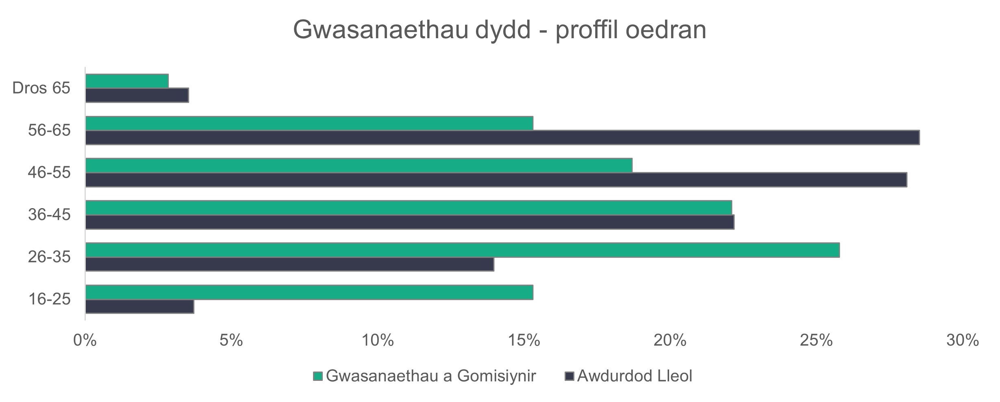 Gwasanaethau dydd - proffil oedran
Dros 65
56-65
46-55
36-45
26-35
16-25
0% 5% 10% 15% 20% 25% 30%
Gwasanaethau a Gomisiynir Awdurdod Lleol